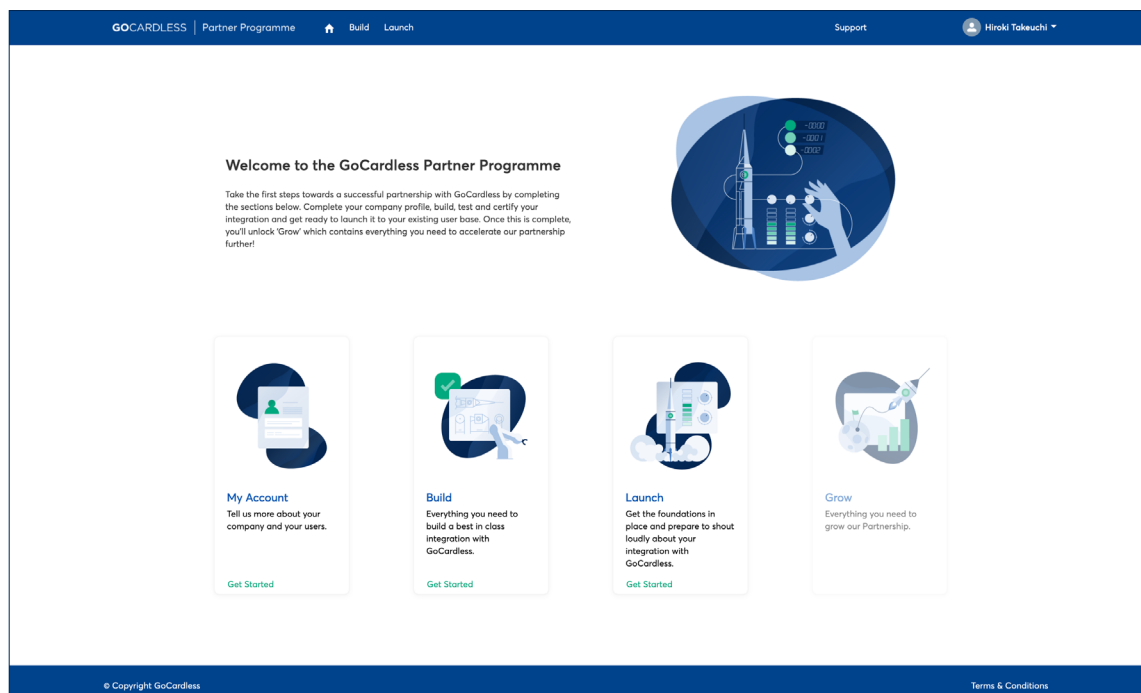 GOCARDLESS | Partner Programme Build Launch Support Hiroki Takeuchi
-00:00
-00:01
-00:02
Welcome to the GoCardless Partner Programme
Take the first steps towards a successful partnership with GoCardless by completing
the sections below. Complete your company profile, build, test and certify your
integration and get ready to launch it to your existing user base. Once this is complete,
you'll unlock 'Grow' which contains everything you need to accelerate our partnership
further!
My Account
Tell us more about your
company and your users.
Get Started
Build
Everything you need to
build a best in class
integration with
GoCardless.
Get Started
Launch
Get the foundations in
place and prepare to shout
loudly about your
integration with
GoCardless.
Get Started
Grow
Everything you need to
grow our Partnership.
© Copyright GoCardless Terms & Conditions